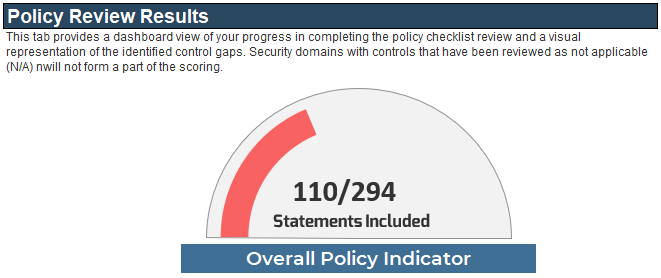 Policy Review Results
This tab provides a dashboard view of your progress in completing the policy checklist review and a visual
representation of the identified control gaps. Security domains with controls that have been reviewed as not applicable
(N/A) nwill not form a part of the scoring.
110/294
Statements Included
Overall Policy Indicator